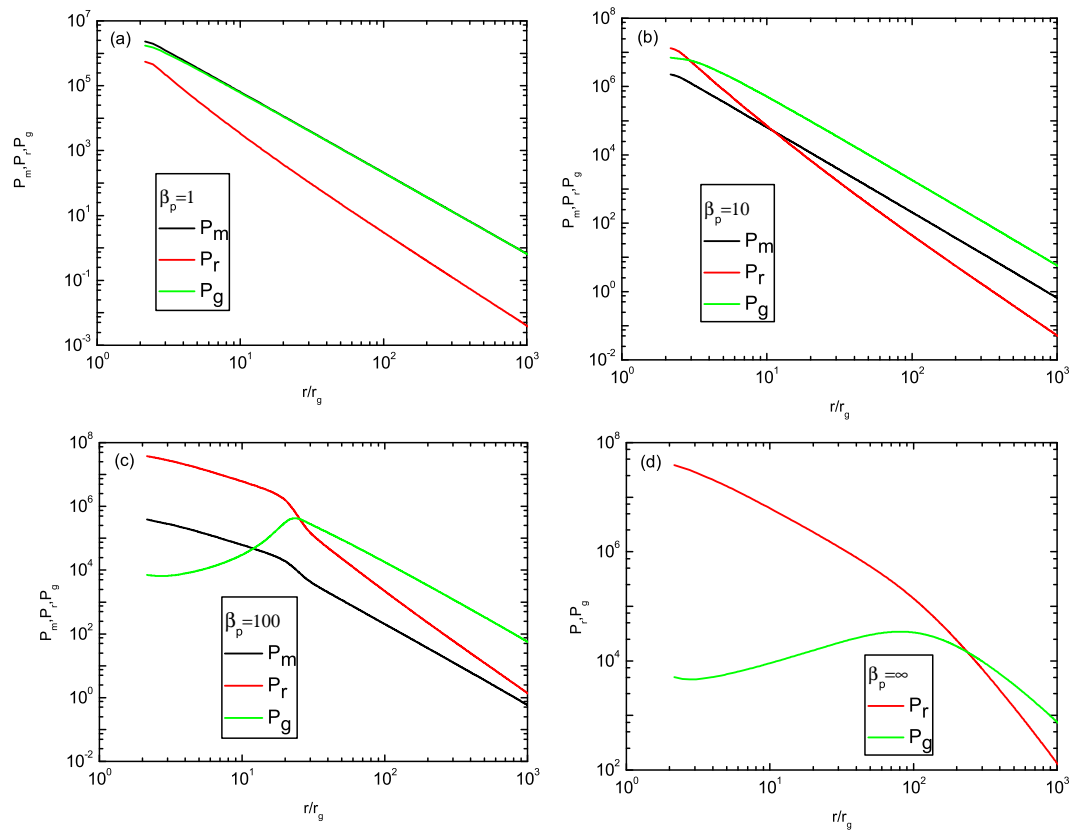 (a)
10^7
10^5
10^3
10^1
10^-1
10^-3
P_m,P_r,P_g
β_p=1
P_m
P_r
P_g
10^0
10^1
10^2
10^3
r/r_g
(b)
10^8
10^6
10^4
10^2
10^0
10^-2
P_m,P_r,P_g
β_p=10
P_m
P_r
P_g
10^0
10^1
10^2
10^3
r/r_g
(c)
10^8
10^6
10^4
10^2
10^0
10^-2
P_m,P_r,P_g
β_p=100
P_m
P_r
P_g
10^0
10^1
10^2
10^3
r/r_g
(d)
10^8
10^6
10^4
10^2
P_r,P_g
β_p=∞
P_r
P_g
10^0
10^1
10^2
10^3
r/r_g